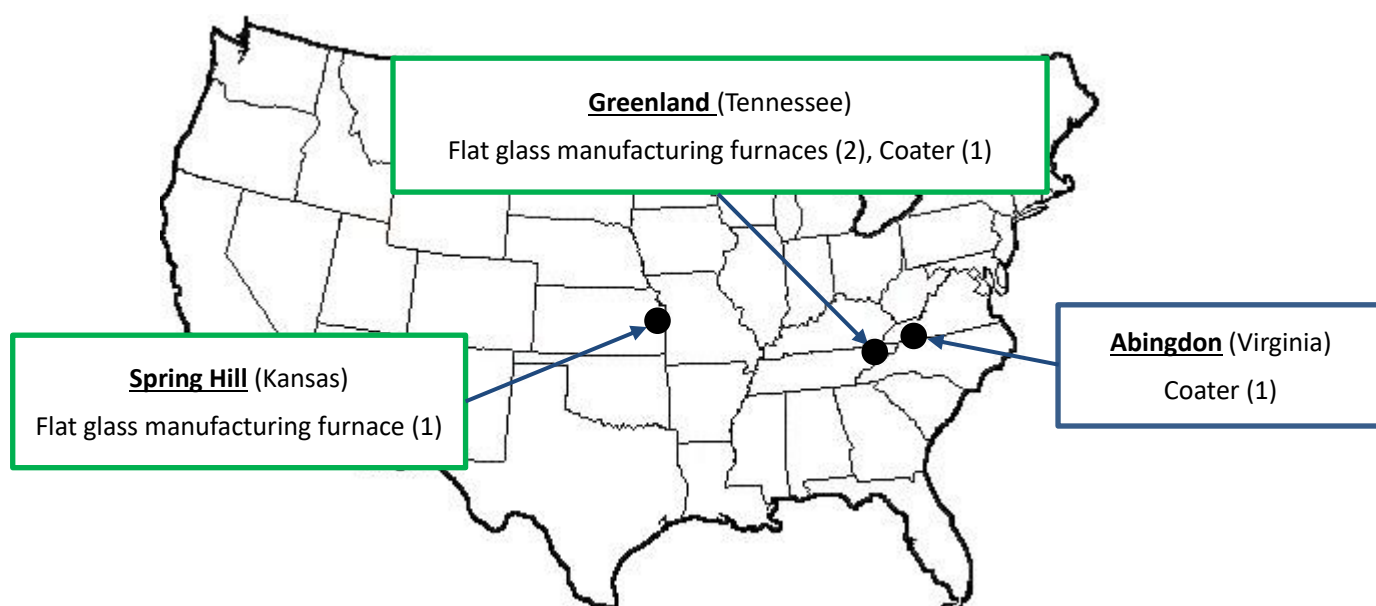 Greenland (Tennessee)
Flat glass manufacturing furnaces (2), Coater (1)
Spring Hill (Kansas)
Flat glass manufacturing furnace (1)
Abingdon (Virginia)
Coater (1)